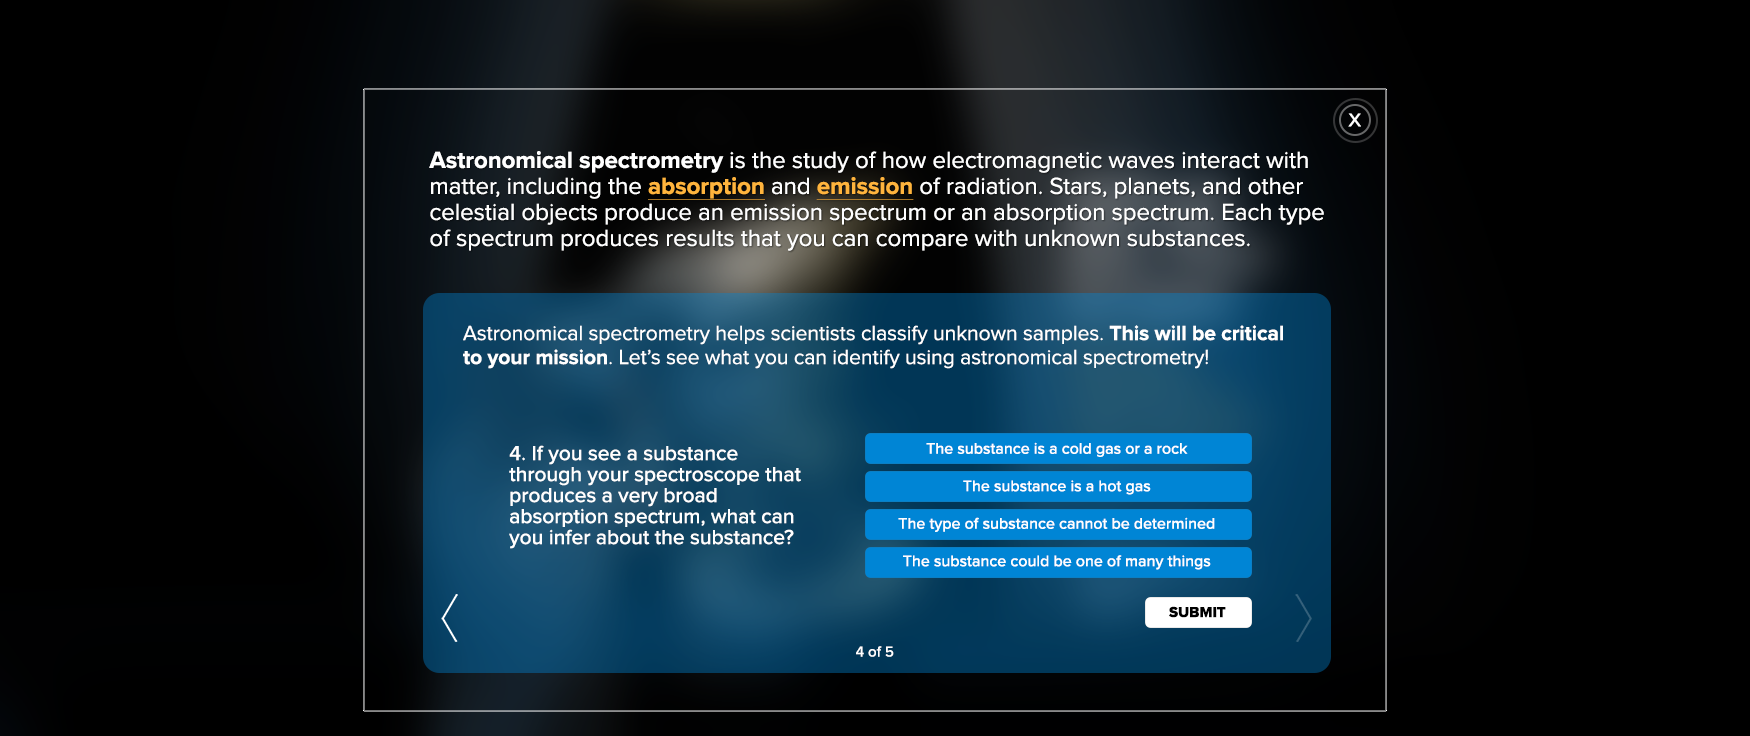 X
Astronomical spectrometry is the study of how electromagnetic waves interact with
matter, including the absorption and emission of radiation. Stars, planets, and other
celestial objects produce an emission spectrum or an absorption spectrum. Each type
of spectrum produces results that you can compare with unknown substances.
Astronomical spectrometry helps scientists classify unknown samples. This will be critical
to your mission. Let's see what you can identify using astronomical spectrometry!
4. If you see a substance
through your spectroscope that
produces a very broad
absorption spectrum, what can
you infer about the substance?
The substance is a cold gas or a rock
The substance is a hot gas
The type of substance cannot be determined
The substance could be one of many things
SUBMIT
4 of 5